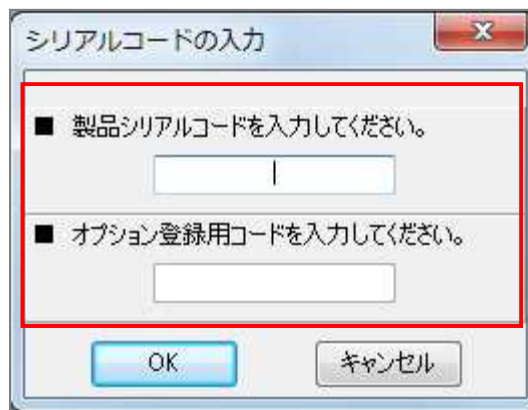 シリアルコードの入力
■ 製品シリアルコードを入力してください。
■ オプション登録用コードを入力してください。
OK キャンセル